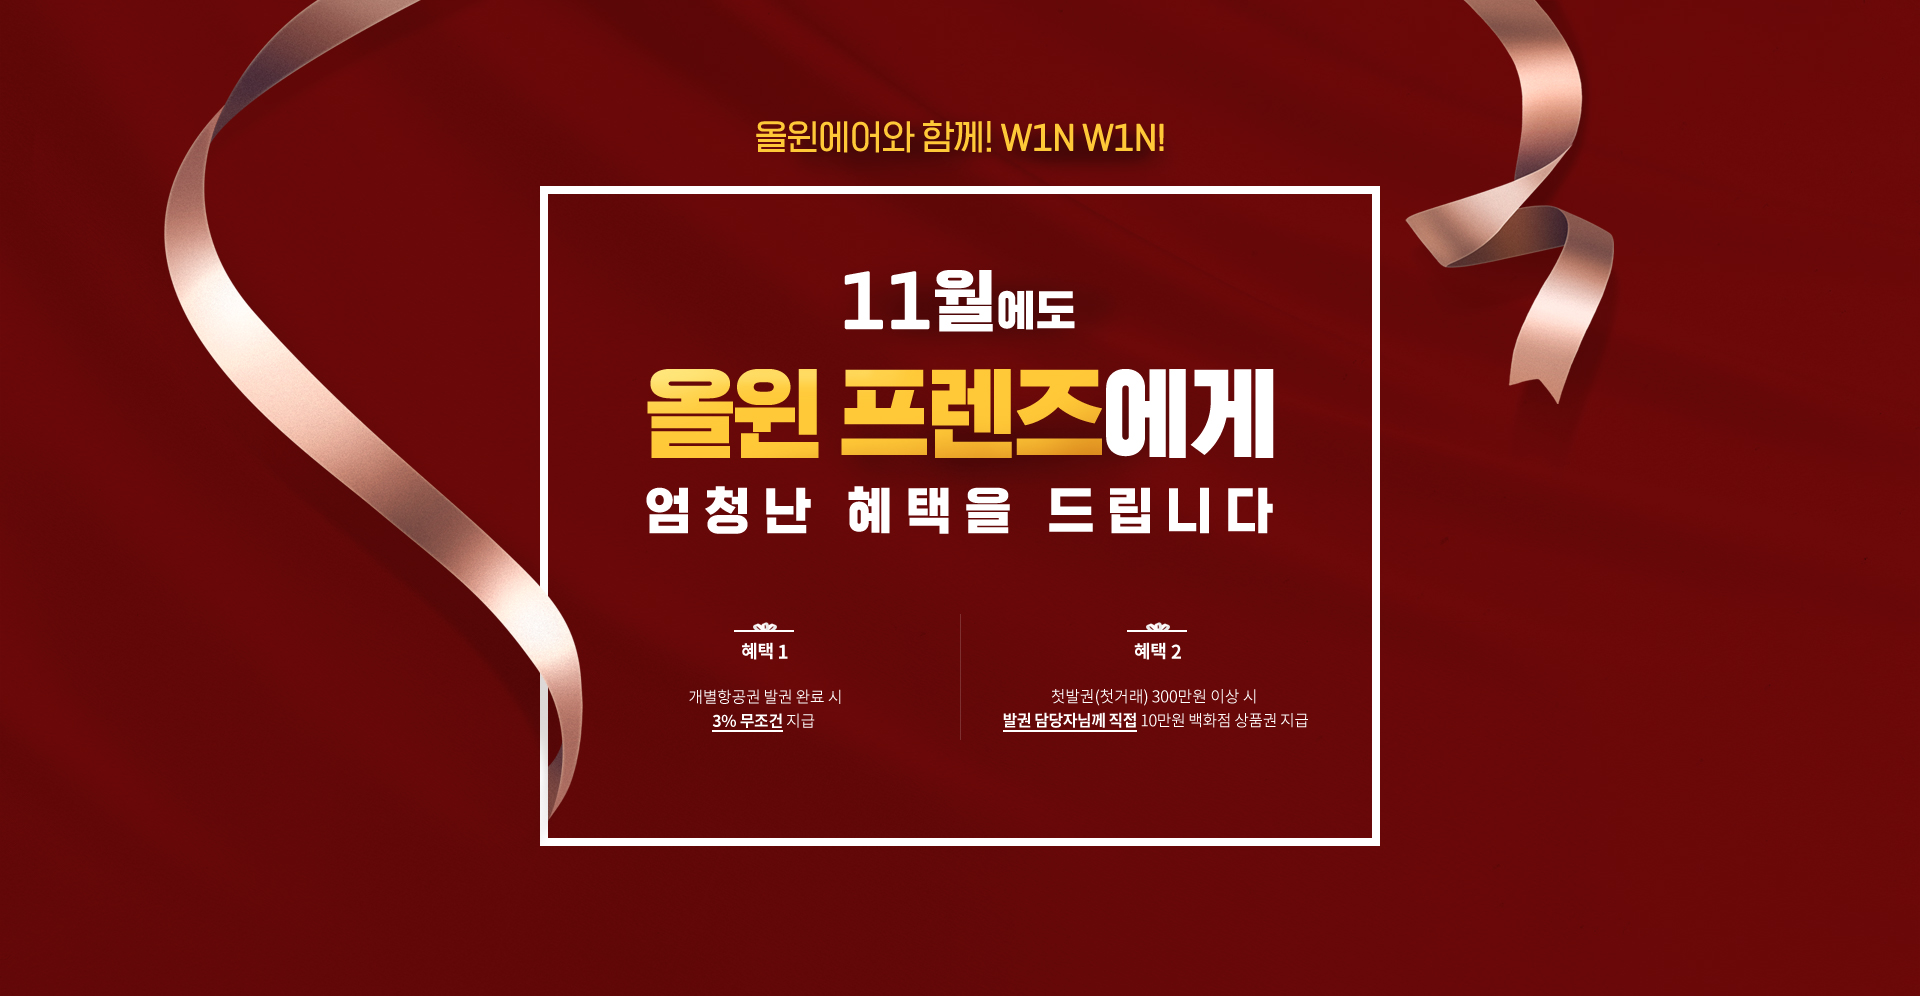 올윈에어와 함께! W1N W1N!
11월에도
올윈 프렌즈에게
엄청난 혜택을 드립니다
혜택 1
개별항공권 발권 완료 시
3% 무조건 지급
혜택 2
첫발권(첫거래) 300만원 이상 시
발권 담당자님께 직접 10만원 백화점 상품권 지급